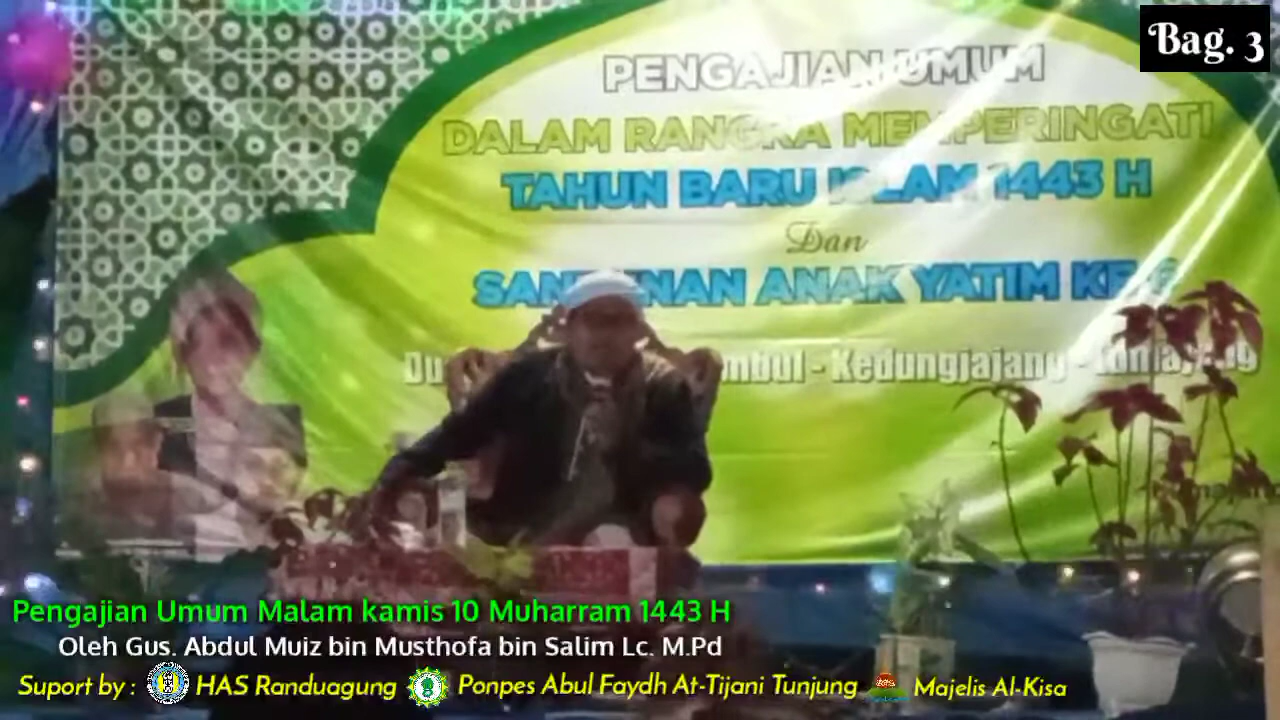 Bag. 3
PENGAJIAN UMUM
DALAM RANGKA MEMPERINGATI
TAHUN BARU ISLAM 1443 H
Dan
ANAK YATIM KE
Kedungjajang -
Pengajian Umum Malam kamis 10 Muharram 1443 H
Oleh Gus. Abdul Muiz bin Musthofa bin Salim Lc. M.Pd
Suport by : HAS Randuagung Ponpes Abul Faydh At-Tijani Tunjung Majelis Al-Kisa